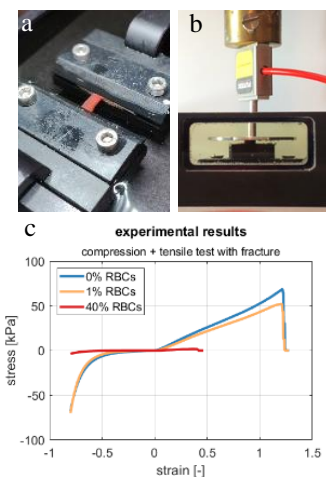 a
b
c
experimental results
compression + tensile test with fracture
100
50
0
-50
-100
stress [kPa]
0% RBCs
1% RBCs
40% RBCs
-1 -0.5 0 0.5 1 1.5
strain [-]